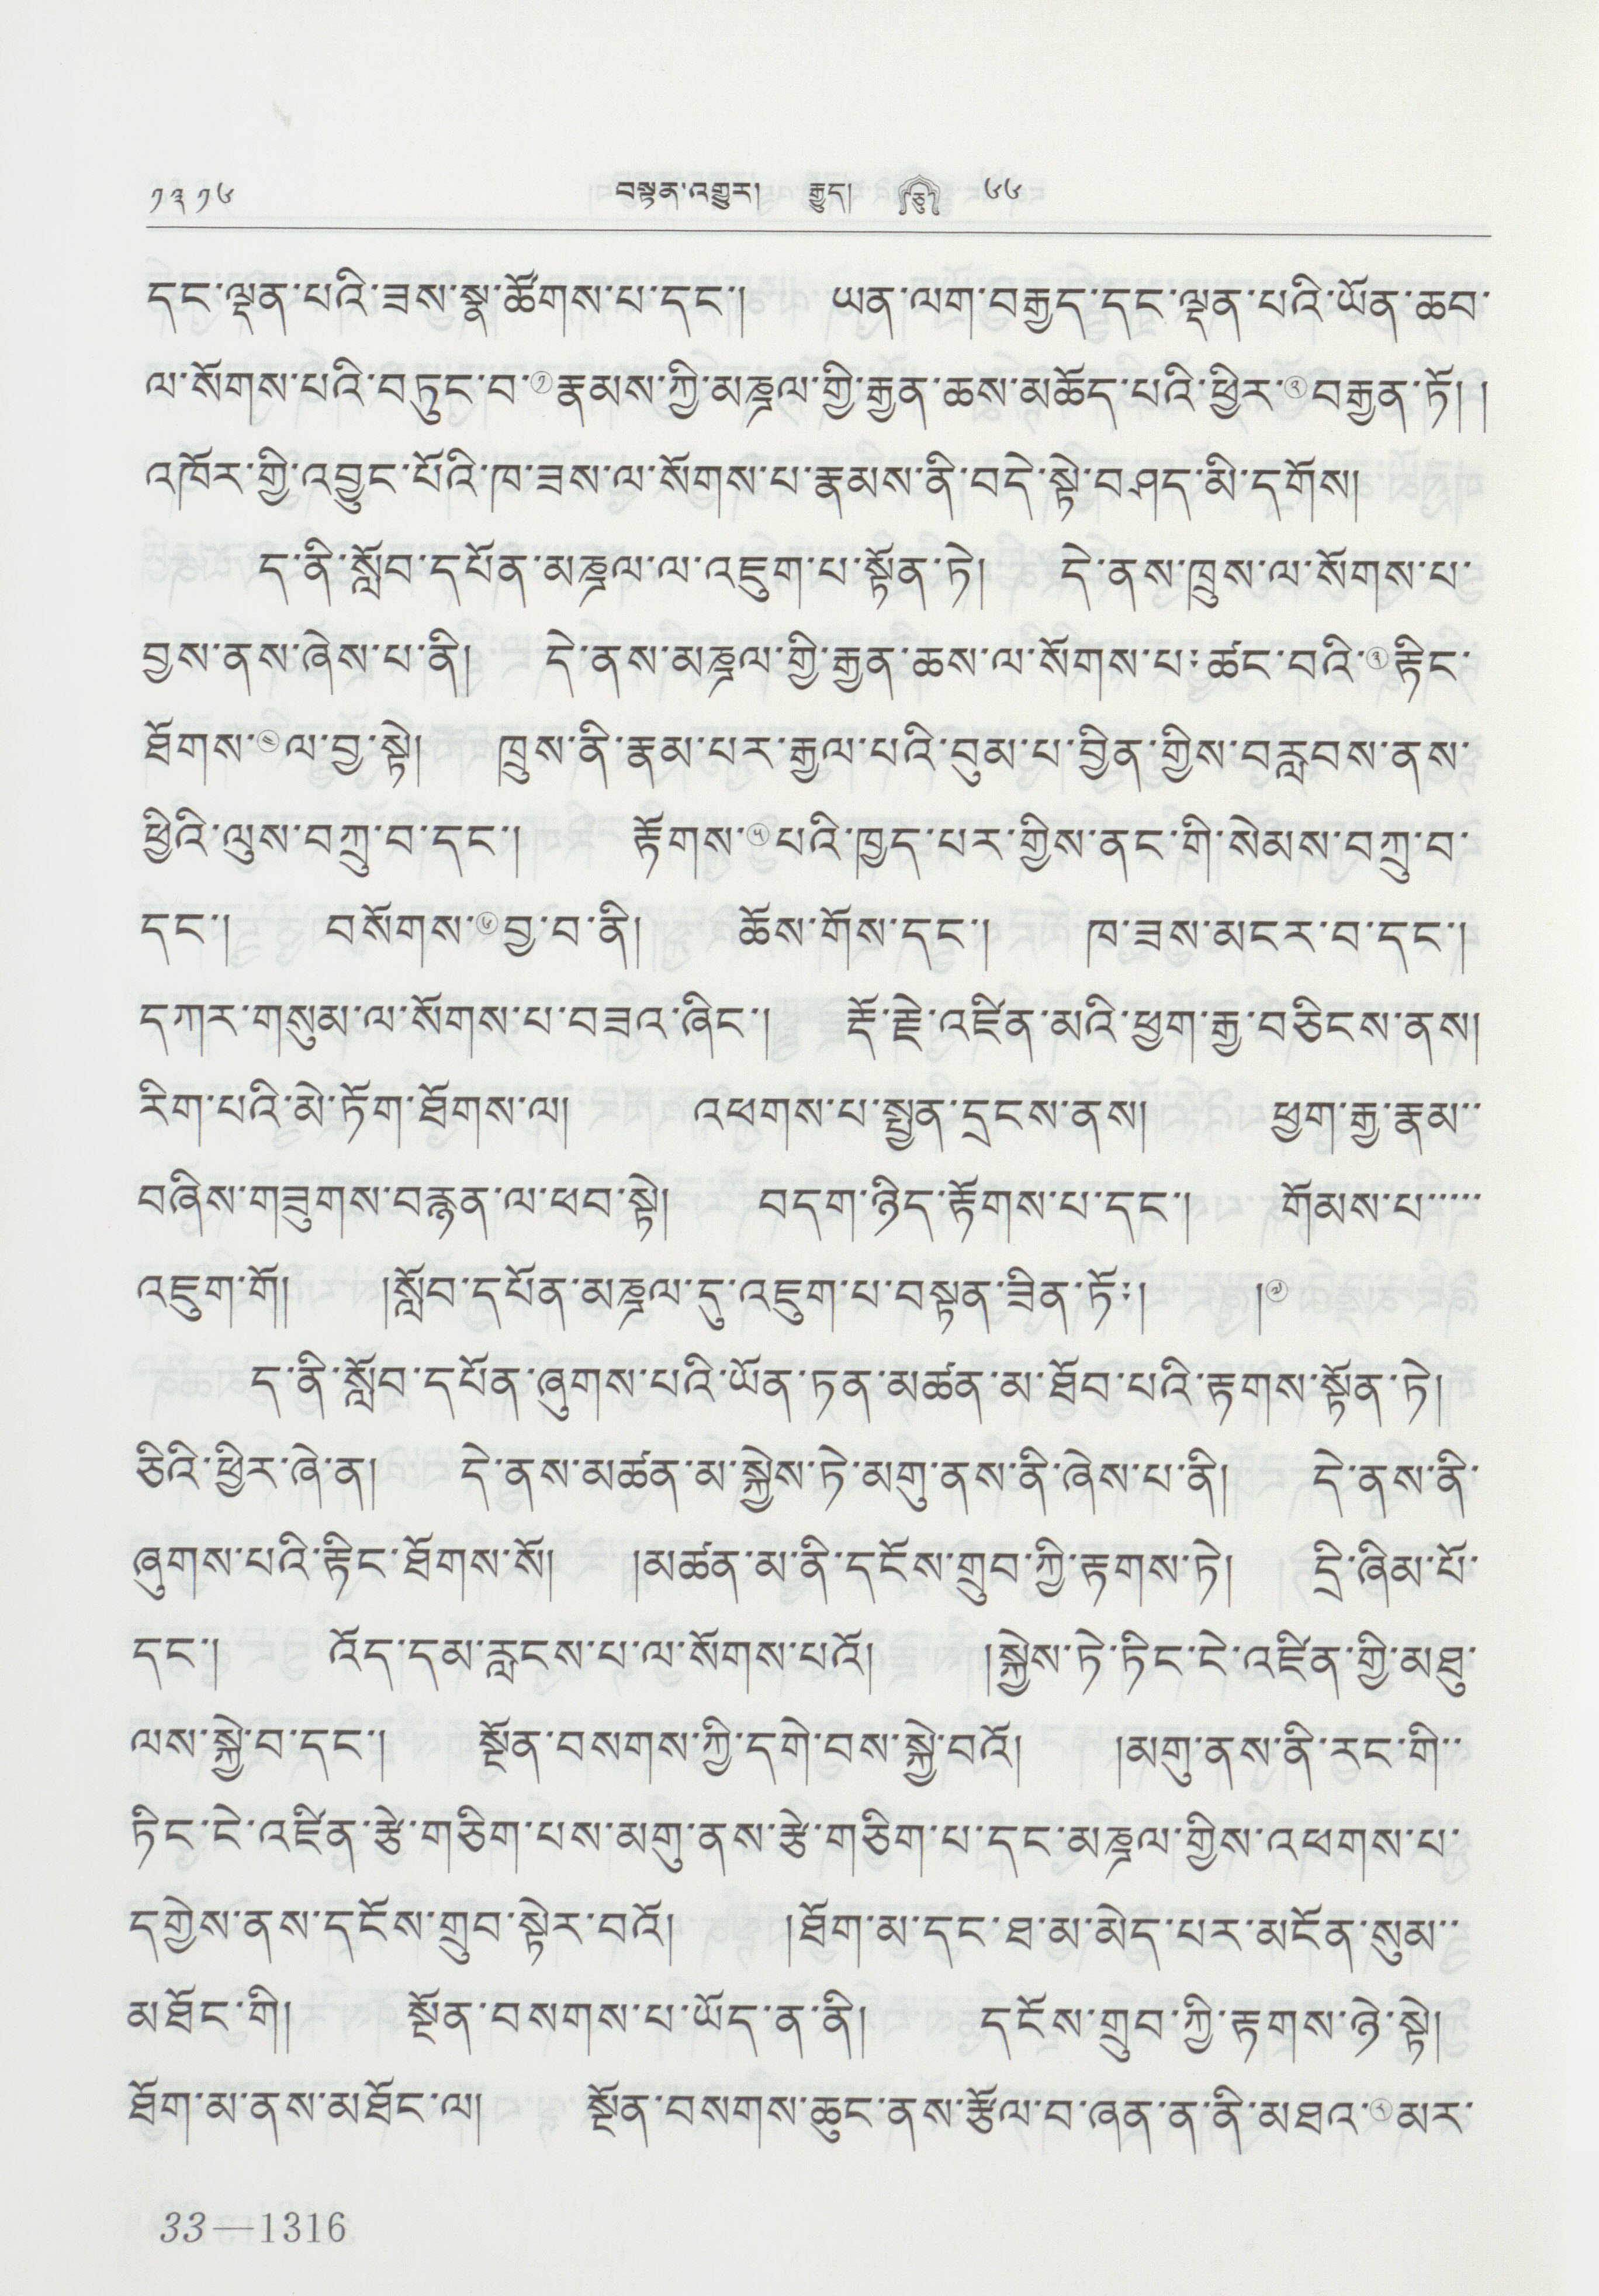 ༡༣༡༦ བསྟན་འགྱུར། རྒྱུད། ཅུ ༦༦
དང་ལྡན་པའི་ཟས་སྣ་ཚོགས་པ་དང་། ཡན་ལག་བརྒྱད་དང་ལྡན་པའི་ཡོན་ཆབ་
ལ་སོགས་པའི་བཏུང་བ་①རྣམས་ཀྱི་མཎྜལ་གྱི་རྒྱན་ཆས་མཆོད་པའི་ཕྱིར་②བརྒྱན་ཏོ། །
འཁོར་གྱི་འབྱུང་པོའི་ཁ་ཟས་ལ་སོགས་པ་རྣམས་ནི་བདེ་སྟེ་བཤད་མི་དགོས།
ད་ནི་སློབ་དཔོན་མཎྜལ་ལ་འཇུག་པ་སྟོན་ཏེ། དེ་ནས་ཁྲུས་ལ་སོགས་པ་
བྱས་ནས་ཞེས་པ་ནི། དེ་ནས་མཎྜལ་གྱི་རྒྱན་ཆས་ལ་སོགས་པ་ཚང་བའི་③རྟིང་
ཐོགས་④ལ་བྱ་སྟེ། ཁྲུས་ནི་རྣམ་པར་རྒྱལ་པའི་བུམ་པ་བྱིན་གྱིས་བརླབས་ནས་
ཕྱིའི་ལུས་བཀྲུ་བ་དང་། རྟོགས་⑤པའི་ཁྱད་པར་གྱིས་ནང་གི་སེམས་བཀྲུ་བ་
དང་། བསོགས་⑥བྱ་བ་ནི། ཆོས་གོས་དང་། ཁ་ཟས་མངར་བ་དང་།
དཀར་གསུམ་ལ་སོགས་པ་བཟའ་ཞིང་། རྡོ་རྗེ་འཛིན་མའི་ཕྱག་རྒྱ་བཅིངས་ནས།
རིག་པའི་མེ་ཏོག་ཐོགས་ལ། འཕགས་པ་སྤྱན་དྲངས་ནས། ཕྱག་རྒྱ་རྣམ་་
བཞིས་གཟུགས་བརྙན་ལ་ཕབ་སྟེ། བདག་ཉིད་རྟོགས་པ་དང་། གོམས་པ་་་་་
འཇུག་གོ། །སློབ་དཔོན་མཎྜལ་དུ་འཇུག་པ་བསྟན་ཟིན་ཏོ། །⑦
ད་ནི་སློབ་དཔོན་ཞུགས་པའི་ཡོན་ཏན་མཚན་མ་ཐོབ་པའི་རྟགས་སྟོན་ཏེ།
ཅིའི་ཕྱིར་ཞེ་ན། དེ་ནས་མཚན་མ་སྐྱེས་ཏེ་མགུ་ནས་ནི་ཞེས་པ་ནི། དེ་ནས་ནི་
ཞུགས་པའི་རྟིང་ཐོགས་སོ། །མཚན་མ་ནི་དངོས་གྲུབ་ཀྱི་རྟགས་ཏེ། དྲི་ཞིམ་པོ་
དང་། འོད་དམ་རླངས་པ་ལ་སོགས་པའོ། །སྐྱེས་ཏེ་ཏིང་ངེ་འཛིན་གྱི་མཐུ་
ལས་སྐྱེ་བ་དང་། སྔོན་བསགས་ཀྱི་དགེ་བས་སྐྱེ་བའོ། །མགུ་ནས་ནི་རང་གི་་
ཏིང་ངེ་འཛིན་རྩེ་གཅིག་པས་མགུ་ནས་རྩེ་གཅིག་པ་དང་མཎྜལ་གྱིས་འཕགས་པ་
དགྱེས་ནས་དངོས་གྲུབ་སྟེར་བའོ། །ཐོག་མ་དང་ཐ་མ་མེད་པར་མངོན་སུམ་་
མཐོང་གི། སྔོན་བསགས་པ་ཡོད་ན་ནི། དངོས་གྲུབ་ཀྱི་རྟགས་ཉེ་སྟེ།
ཐོག་མ་ནས་མཐོང་ལ། སྔོན་བསགས་ཆུང་ནས་རྩོལ་བ་ཞན་ན་ནི་མཐའ་①མར་
33—1316